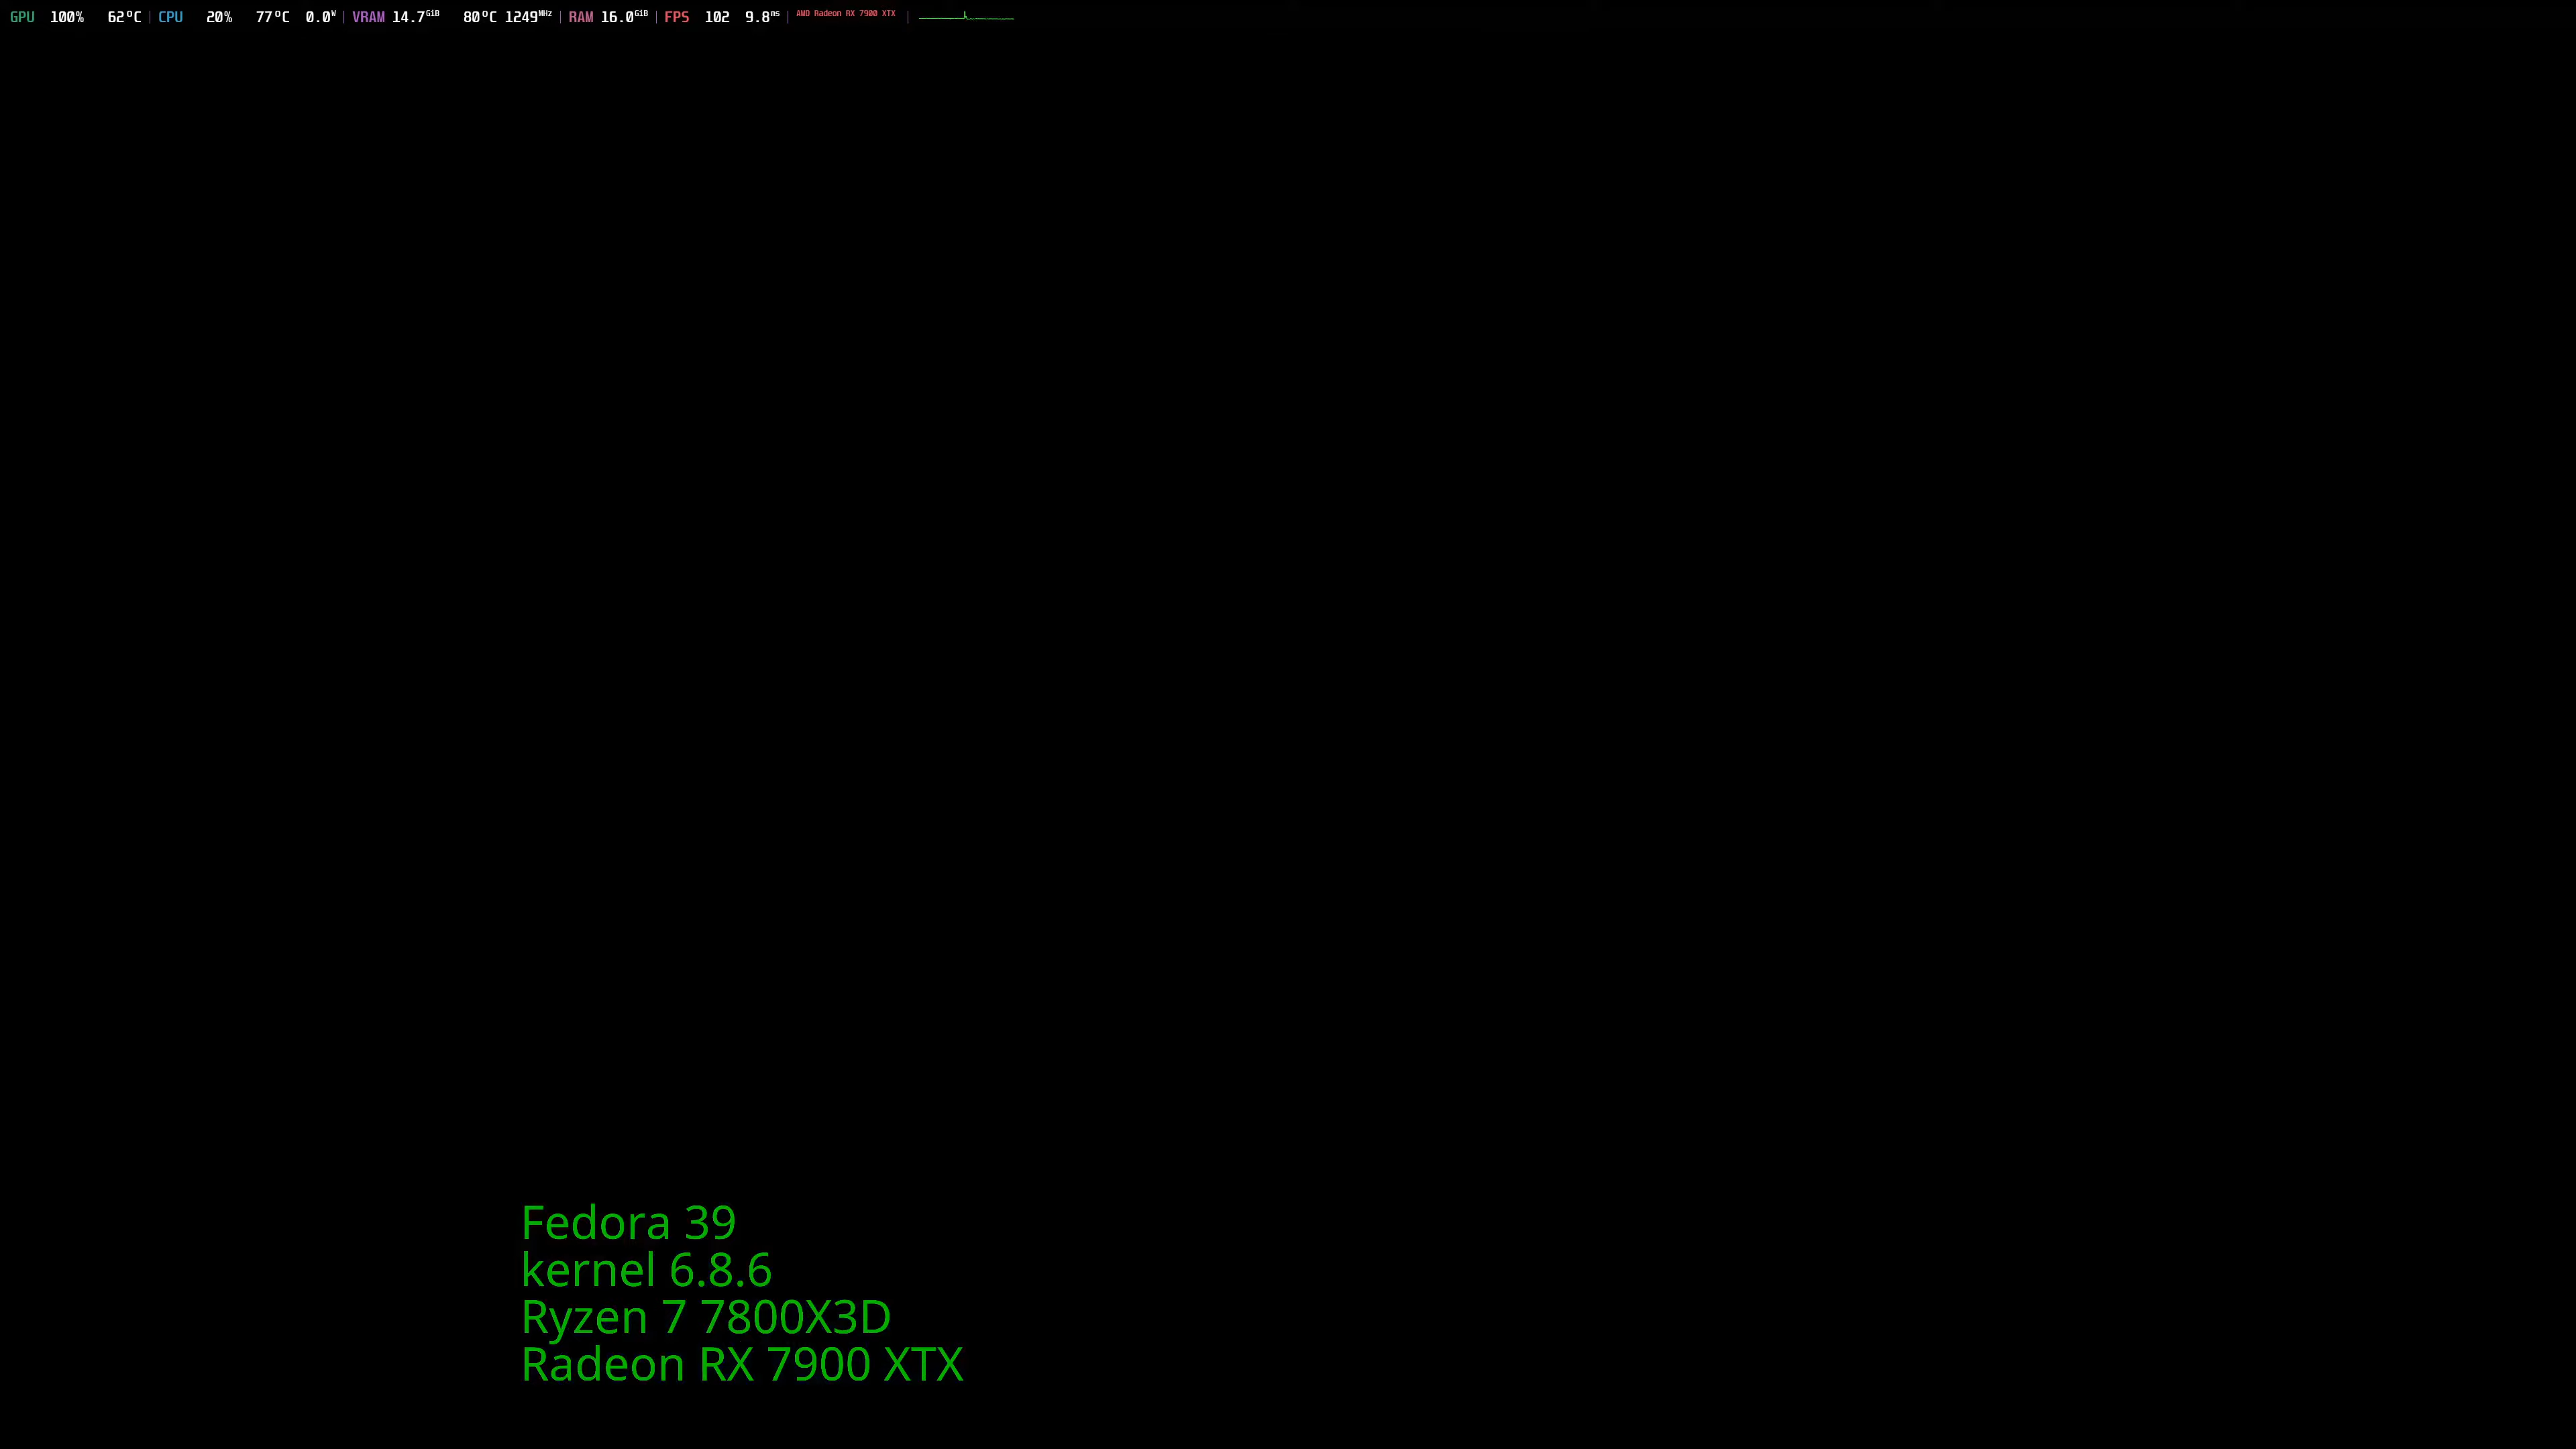 GPU 100% 62°C | CPU 20% 77°C 0.0W | VRAM 14.7GiB 80°C 1249MHz | RAM 16.0GiB | FPS 102 9.8ms | AMD Radeon RX 7900 XTX |
Fedora 39
kernel 6.8.6
Ryzen 7 7800X3D
Radeon RX 7900 XTX